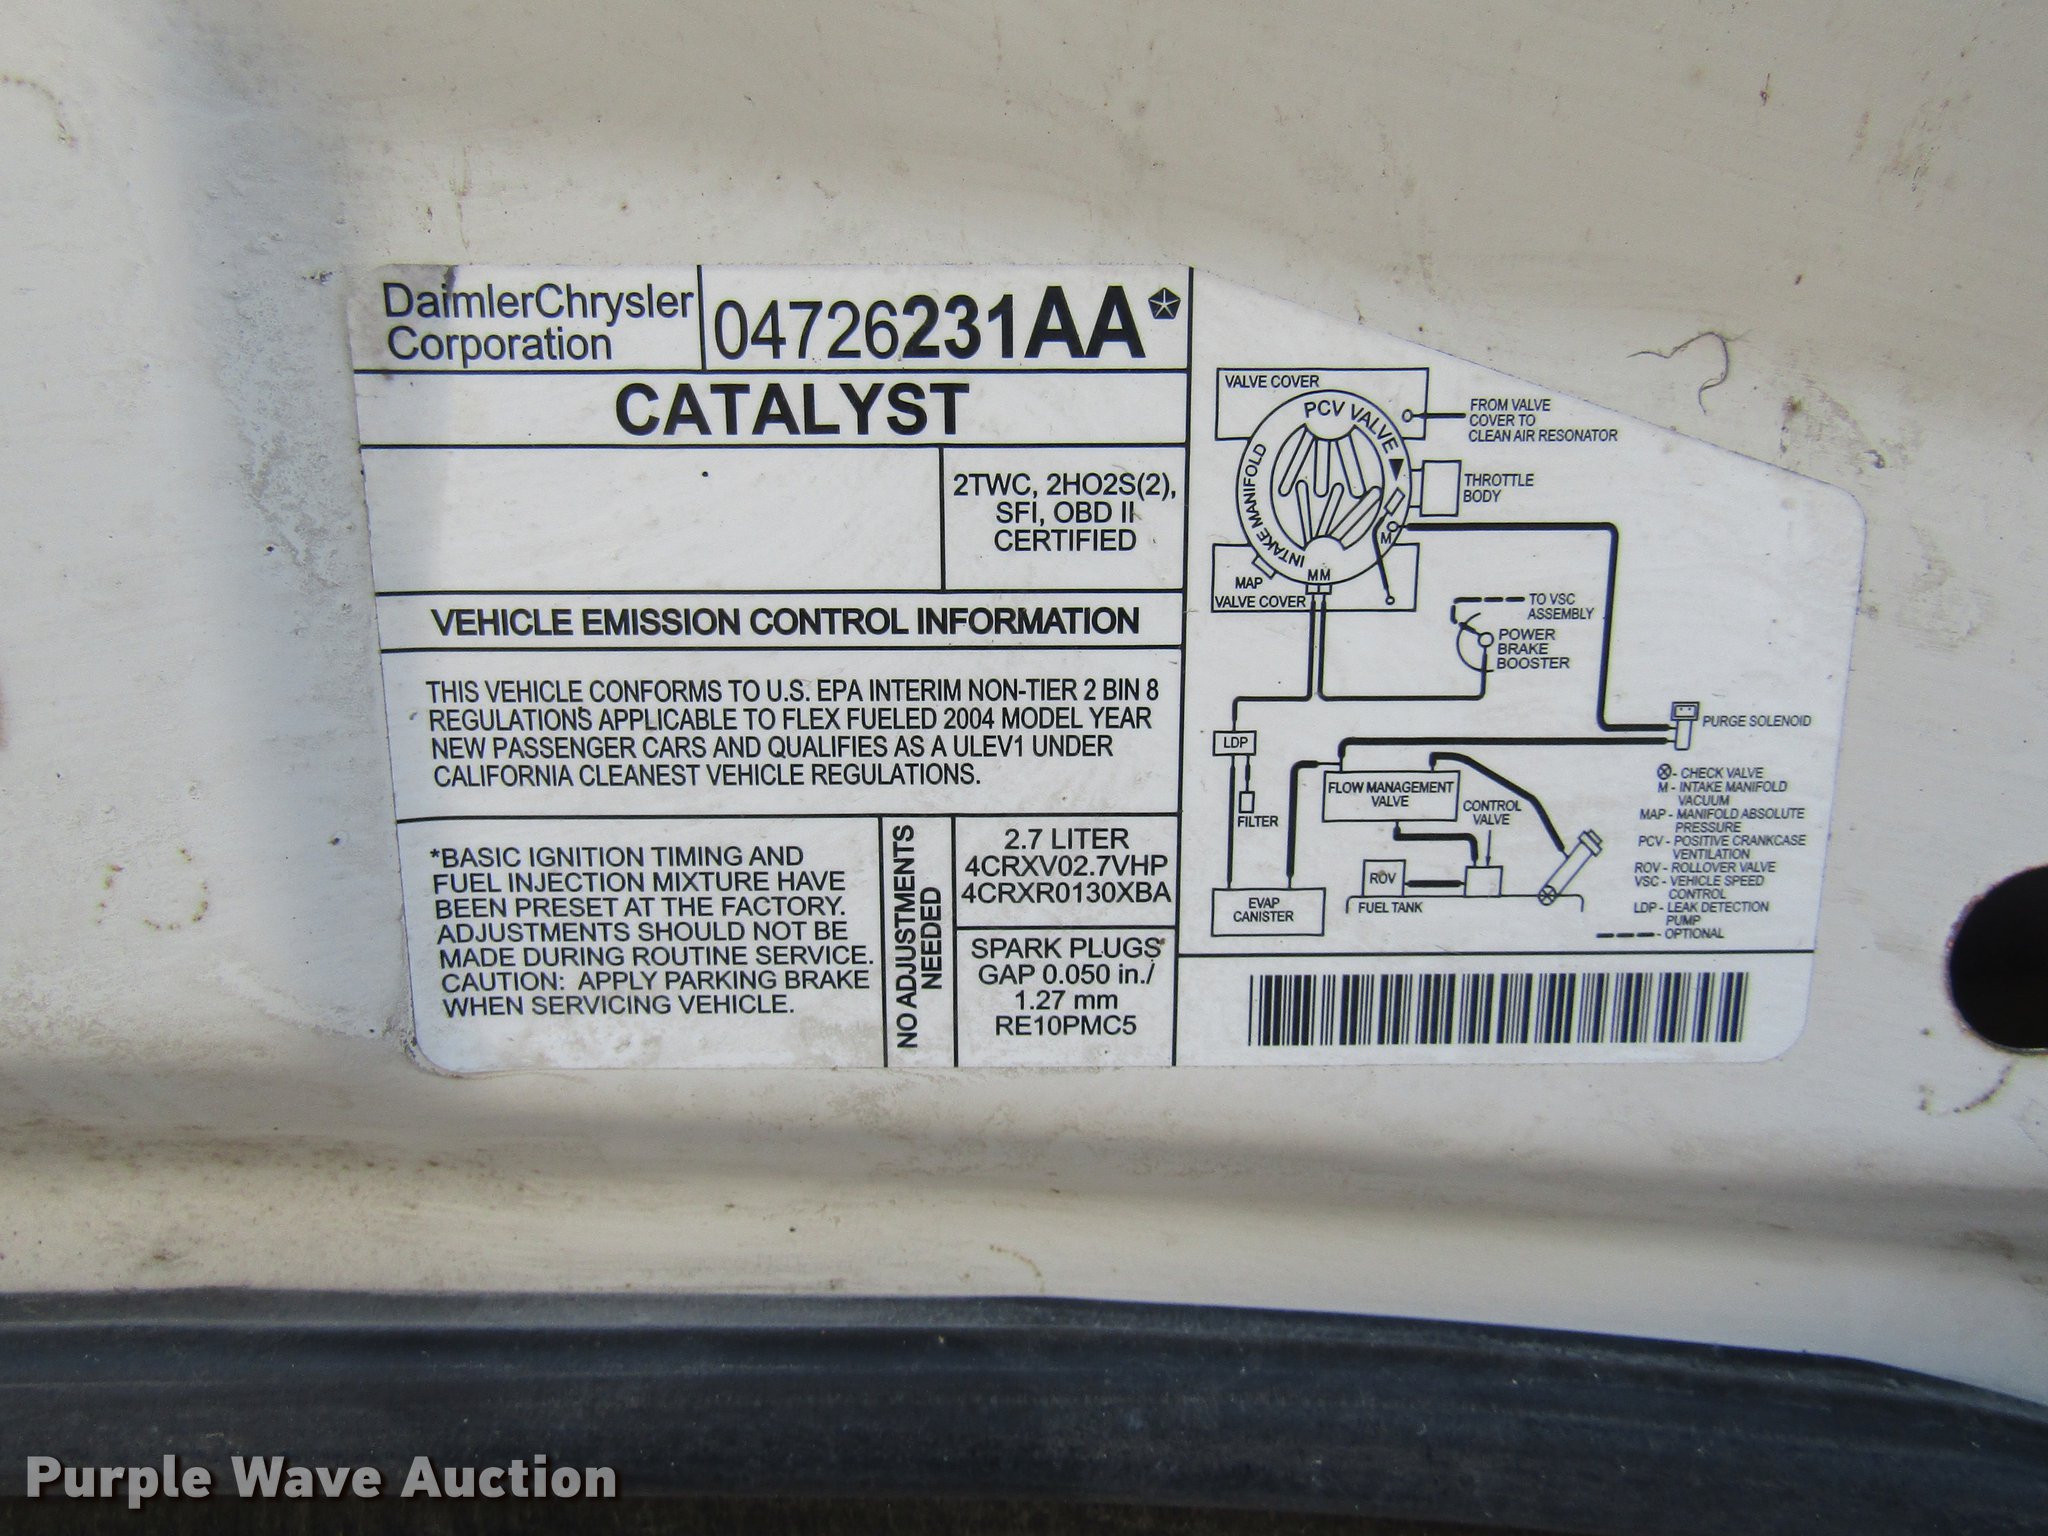 DaimlerChrysler
Corporation
04726231AA
CATALYST
2TWC, 2HO2S(2),
SFI, OBD II
CERTIFIED
VEHICLE EMISSION CONTROL INFORMATION
THIS VEHICLE CONFORMS TO U.S. EPA INTERIM NON-TIER 2 BIN 8
REGULATIONS APPLICABLE TO FLEX FUELED 2004 MODEL YEAR
NEW PASSENGER CARS AND QUALIFIES AS A ULEV1 UNDER
CALIFORNIA CLEANEST VEHICLE REGULATIONS.
*BASIC IGNITION TIMING AND
FUEL INJECTION MIXTURE HAVE
BEEN PRESET AT THE FACTORY.
ADJUSTMENTS SHOULD NOT BE
MADE DURING ROUTINE SERVICE.
CAUTION: APPLY PARKING BRAKE
WHEN SERVICING VEHICLE.
NO ADJUSTMENTS
NEEDED
2.7 LITER
4CRXV02.7VHP
4CRXR0130XBA
SPARK PLUGS
GAP 0.050 in./
1.27 mm
RE10PMC5
VALVE COVER
PCV VALVE
INTAKE MANIFOLD
FROM VALVE
COVER TO
CLEAN AIR RESONATOR
THROTTLE
BODY
M
MM
MAP
VALVE COVER
TO VSC
ASSEMBLY
POWER
BRAKE
BOOSTER
PURGE SOLENOID
LDP
FILTER
FLOW MANAGEMENT
VALVE
CONTROL
VALVE
ROV
FUEL TANK
EVAP
CANISTER
- CHECK VALVE
M - INTAKE MANIFOLD
VACUUM
MAP - MANIFOLD ABSOLUTE
PRESSURE
PCV - POSITIVE CRANKCASE
VENTILATION
ROV - ROLLOVER VALVE
VSC - VEHICLE SPEED
CONTROL
LDP - LEAK DETECTION
PUMP
- OPTIONAL
Purple Wave Auction